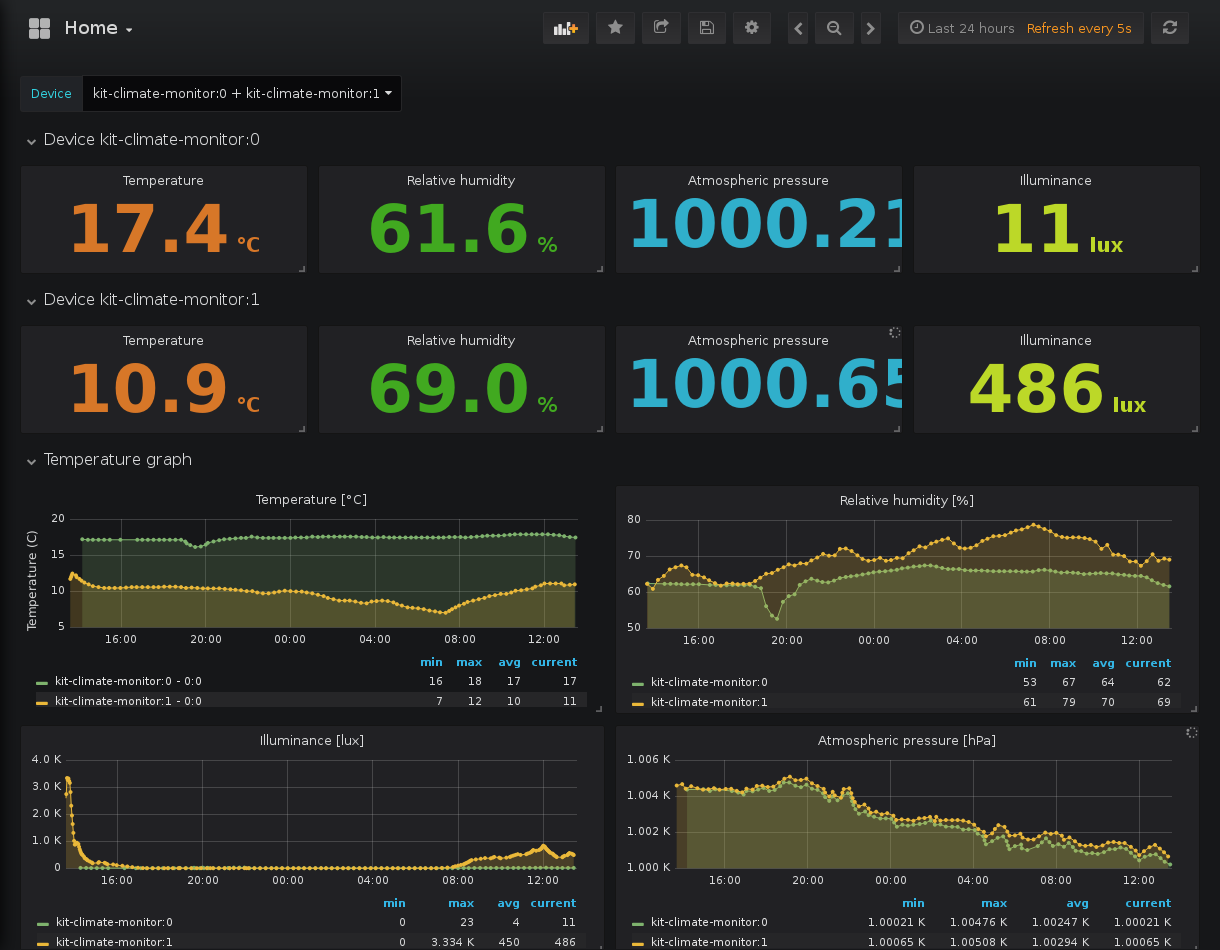 Home
Last 24 hours Refresh every 5s
Device kit-climate-monitor:0 + kit-climate-monitor:1
Device kit-climate-monitor:0
Temperature Relative humidity Atmospheric pressure Illuminance
17.4 °C 61.6 % 1000.21 11 lux
Device kit-climate-monitor:1
Temperature Relative humidity Atmospheric pressure Illuminance
10.9 °C 69.0 % 1000.65 486 lux
Temperature graph
Temperature [°C]
Temperature (C)
20
15
10
5
16:00 20:00 00:00 04:00 08:00 12:00
min max avg current
kit-climate-monitor:0 - 0:0 16 18 17 17
kit-climate-monitor:1 - 0:0 7 12 10 11
Relative humidity [%]
80
70
60
50
16:00 20:00 00:00 04:00 08:00 12:00
min max avg current
kit-climate-monitor:0 53 67 64 62
kit-climate-monitor:1 61 79 70 69
Illuminance [lux]
4.0 K
3.0 K
2.0 K
1.0 K
0
16:00 20:00 00:00 04:00 08:00 12:00
min max avg current
kit-climate-monitor:0 0 23 4 11
kit-climate-monitor:1 0 3.334 K 450 486
Atmospheric pressure [hPa]
1.006 K
1.004 K
1.002 K
1.000 K
16:00 20:00 00:00 04:00 08:00 12:00
min max avg current
kit-climate-monitor:0 1.00021 K 1.00476 K 1.00247 K 1.00021 K
kit-climate-monitor:1 1.00065 K 1.00508 K 1.00294 K 1.00065 K